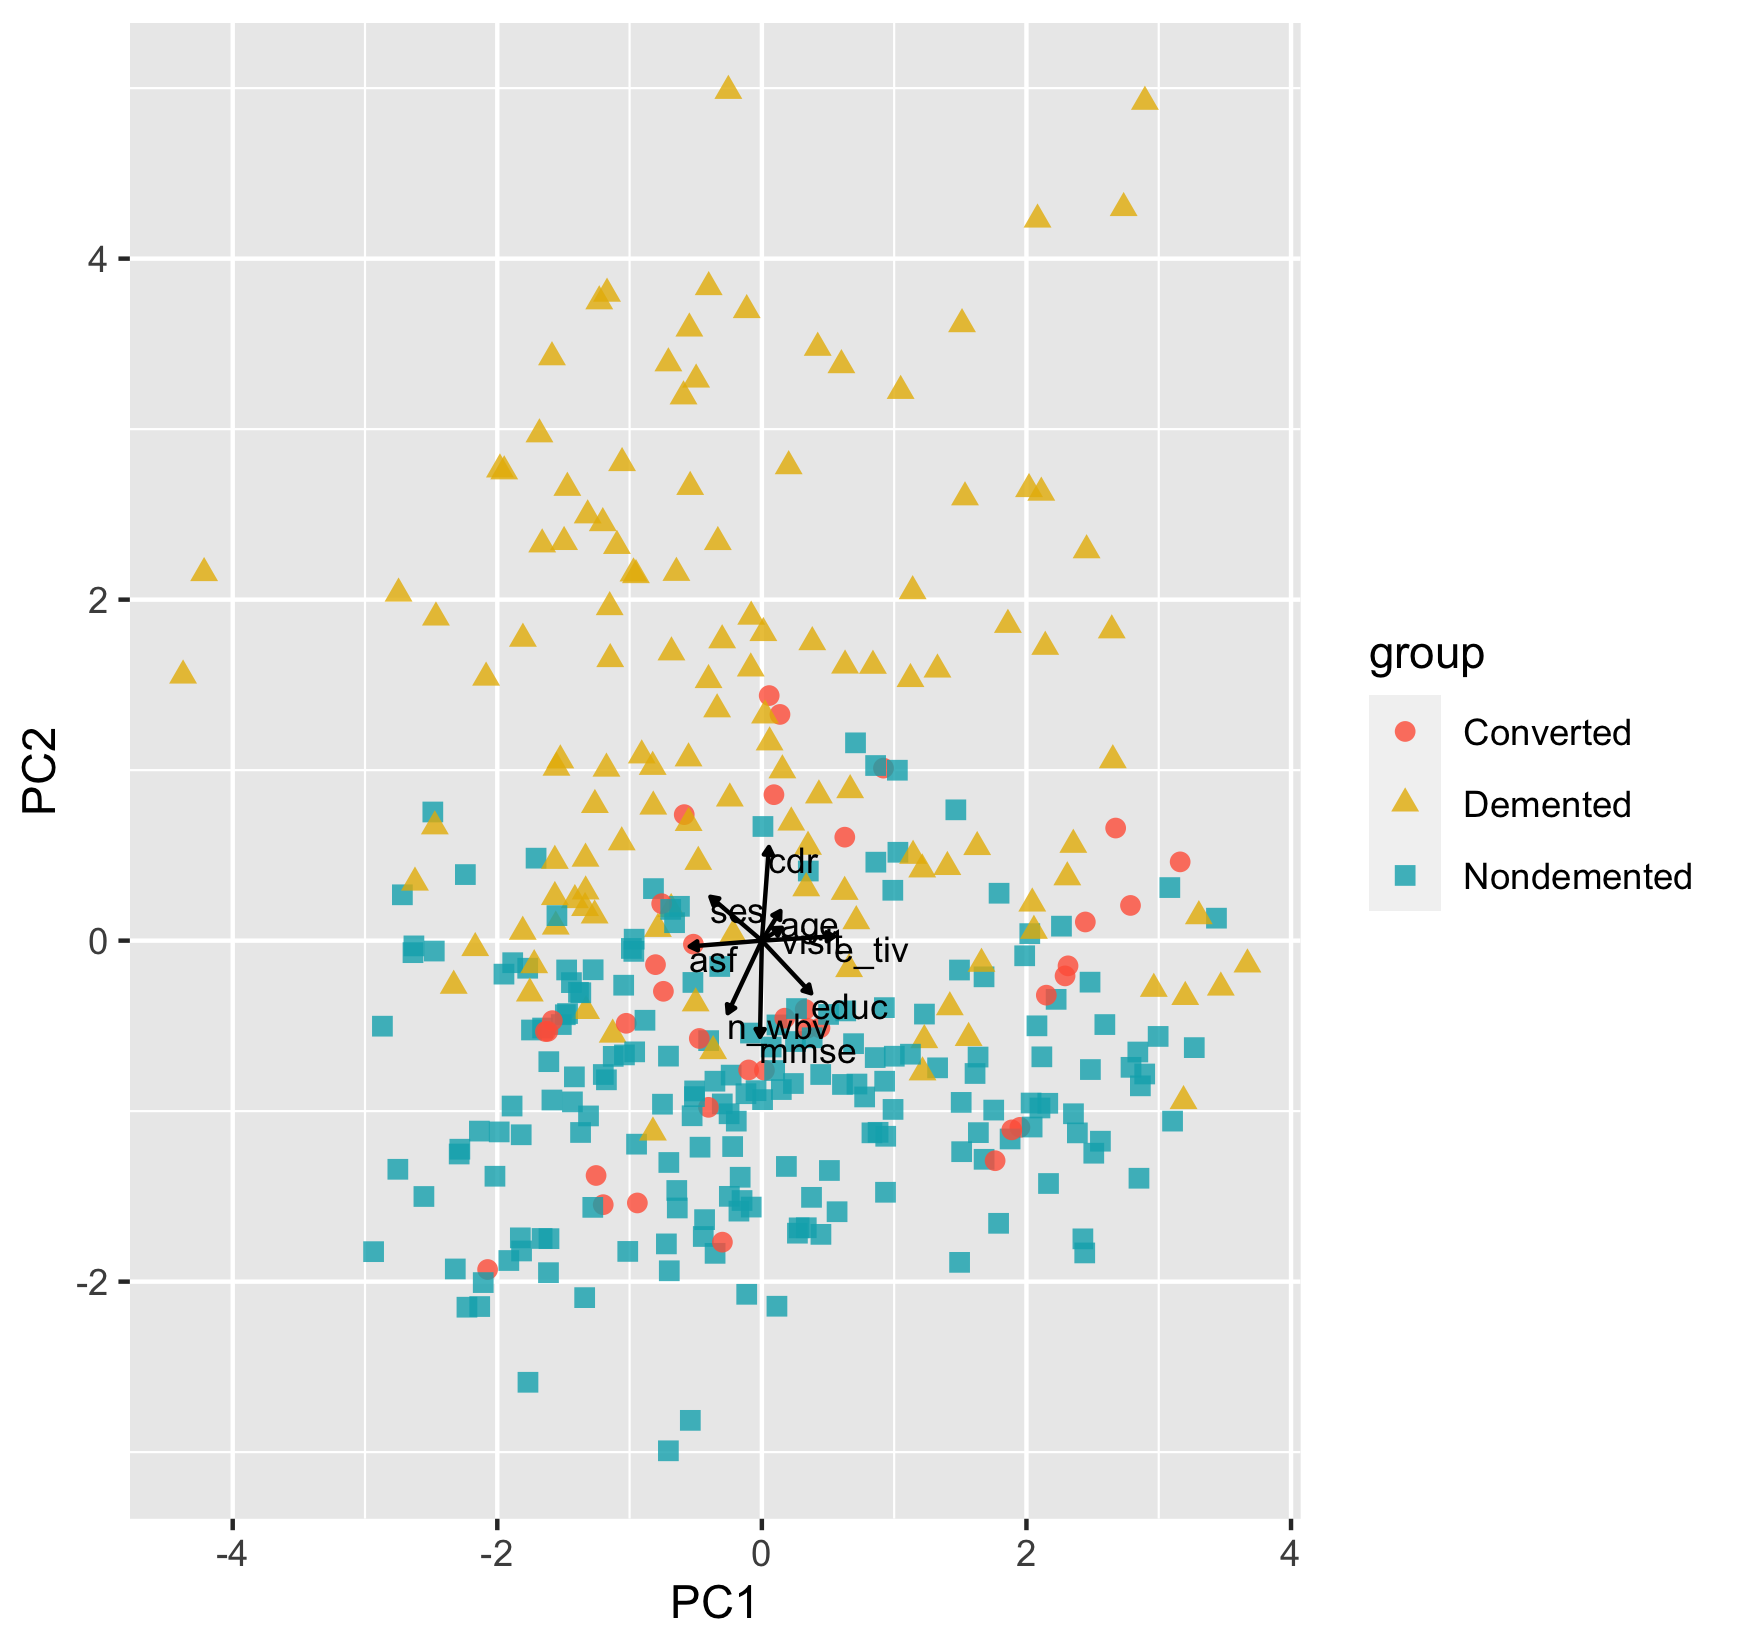 4
2
0
-2
-4
-2
0
2
4
PC1
PC2
cdr
ses
age
visit
e_tiv
asf
educ
n_wbv
mmse
group
Converted
Demented
Nondemented